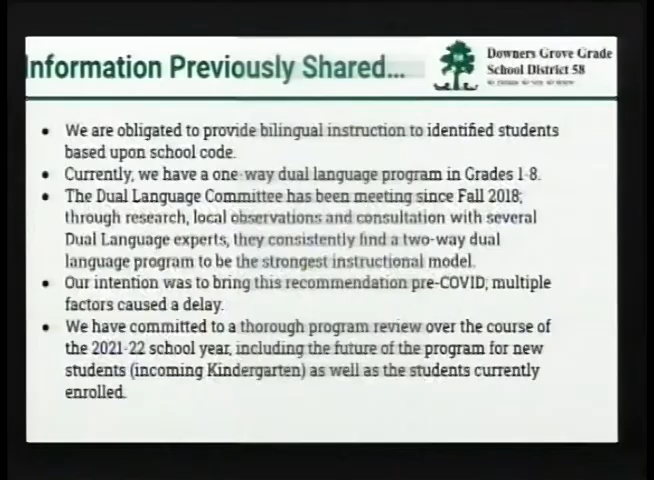 Information Previously Shared...
Downers Grove Grade
School District 58
• We are obligated to provide bilingual instruction to identified students
based upon school code.
• Currently, we have a one-way dual language program in Grades 1-8.
• The Dual Language Committee has been meeting since Fall 2018;
through research, local observations and consultation with several
Dual Language experts, they consistently find a two-way dual
language program to be the strongest instructional model.
• Our intention was to bring this recommendation pre-COVID; multiple
factors caused a delay.
• We have committed to a thorough program review over the course of
the 2021-22 school year, including the future of the program for new
students (incoming Kindergarten) as well as the students currently
enrolled.